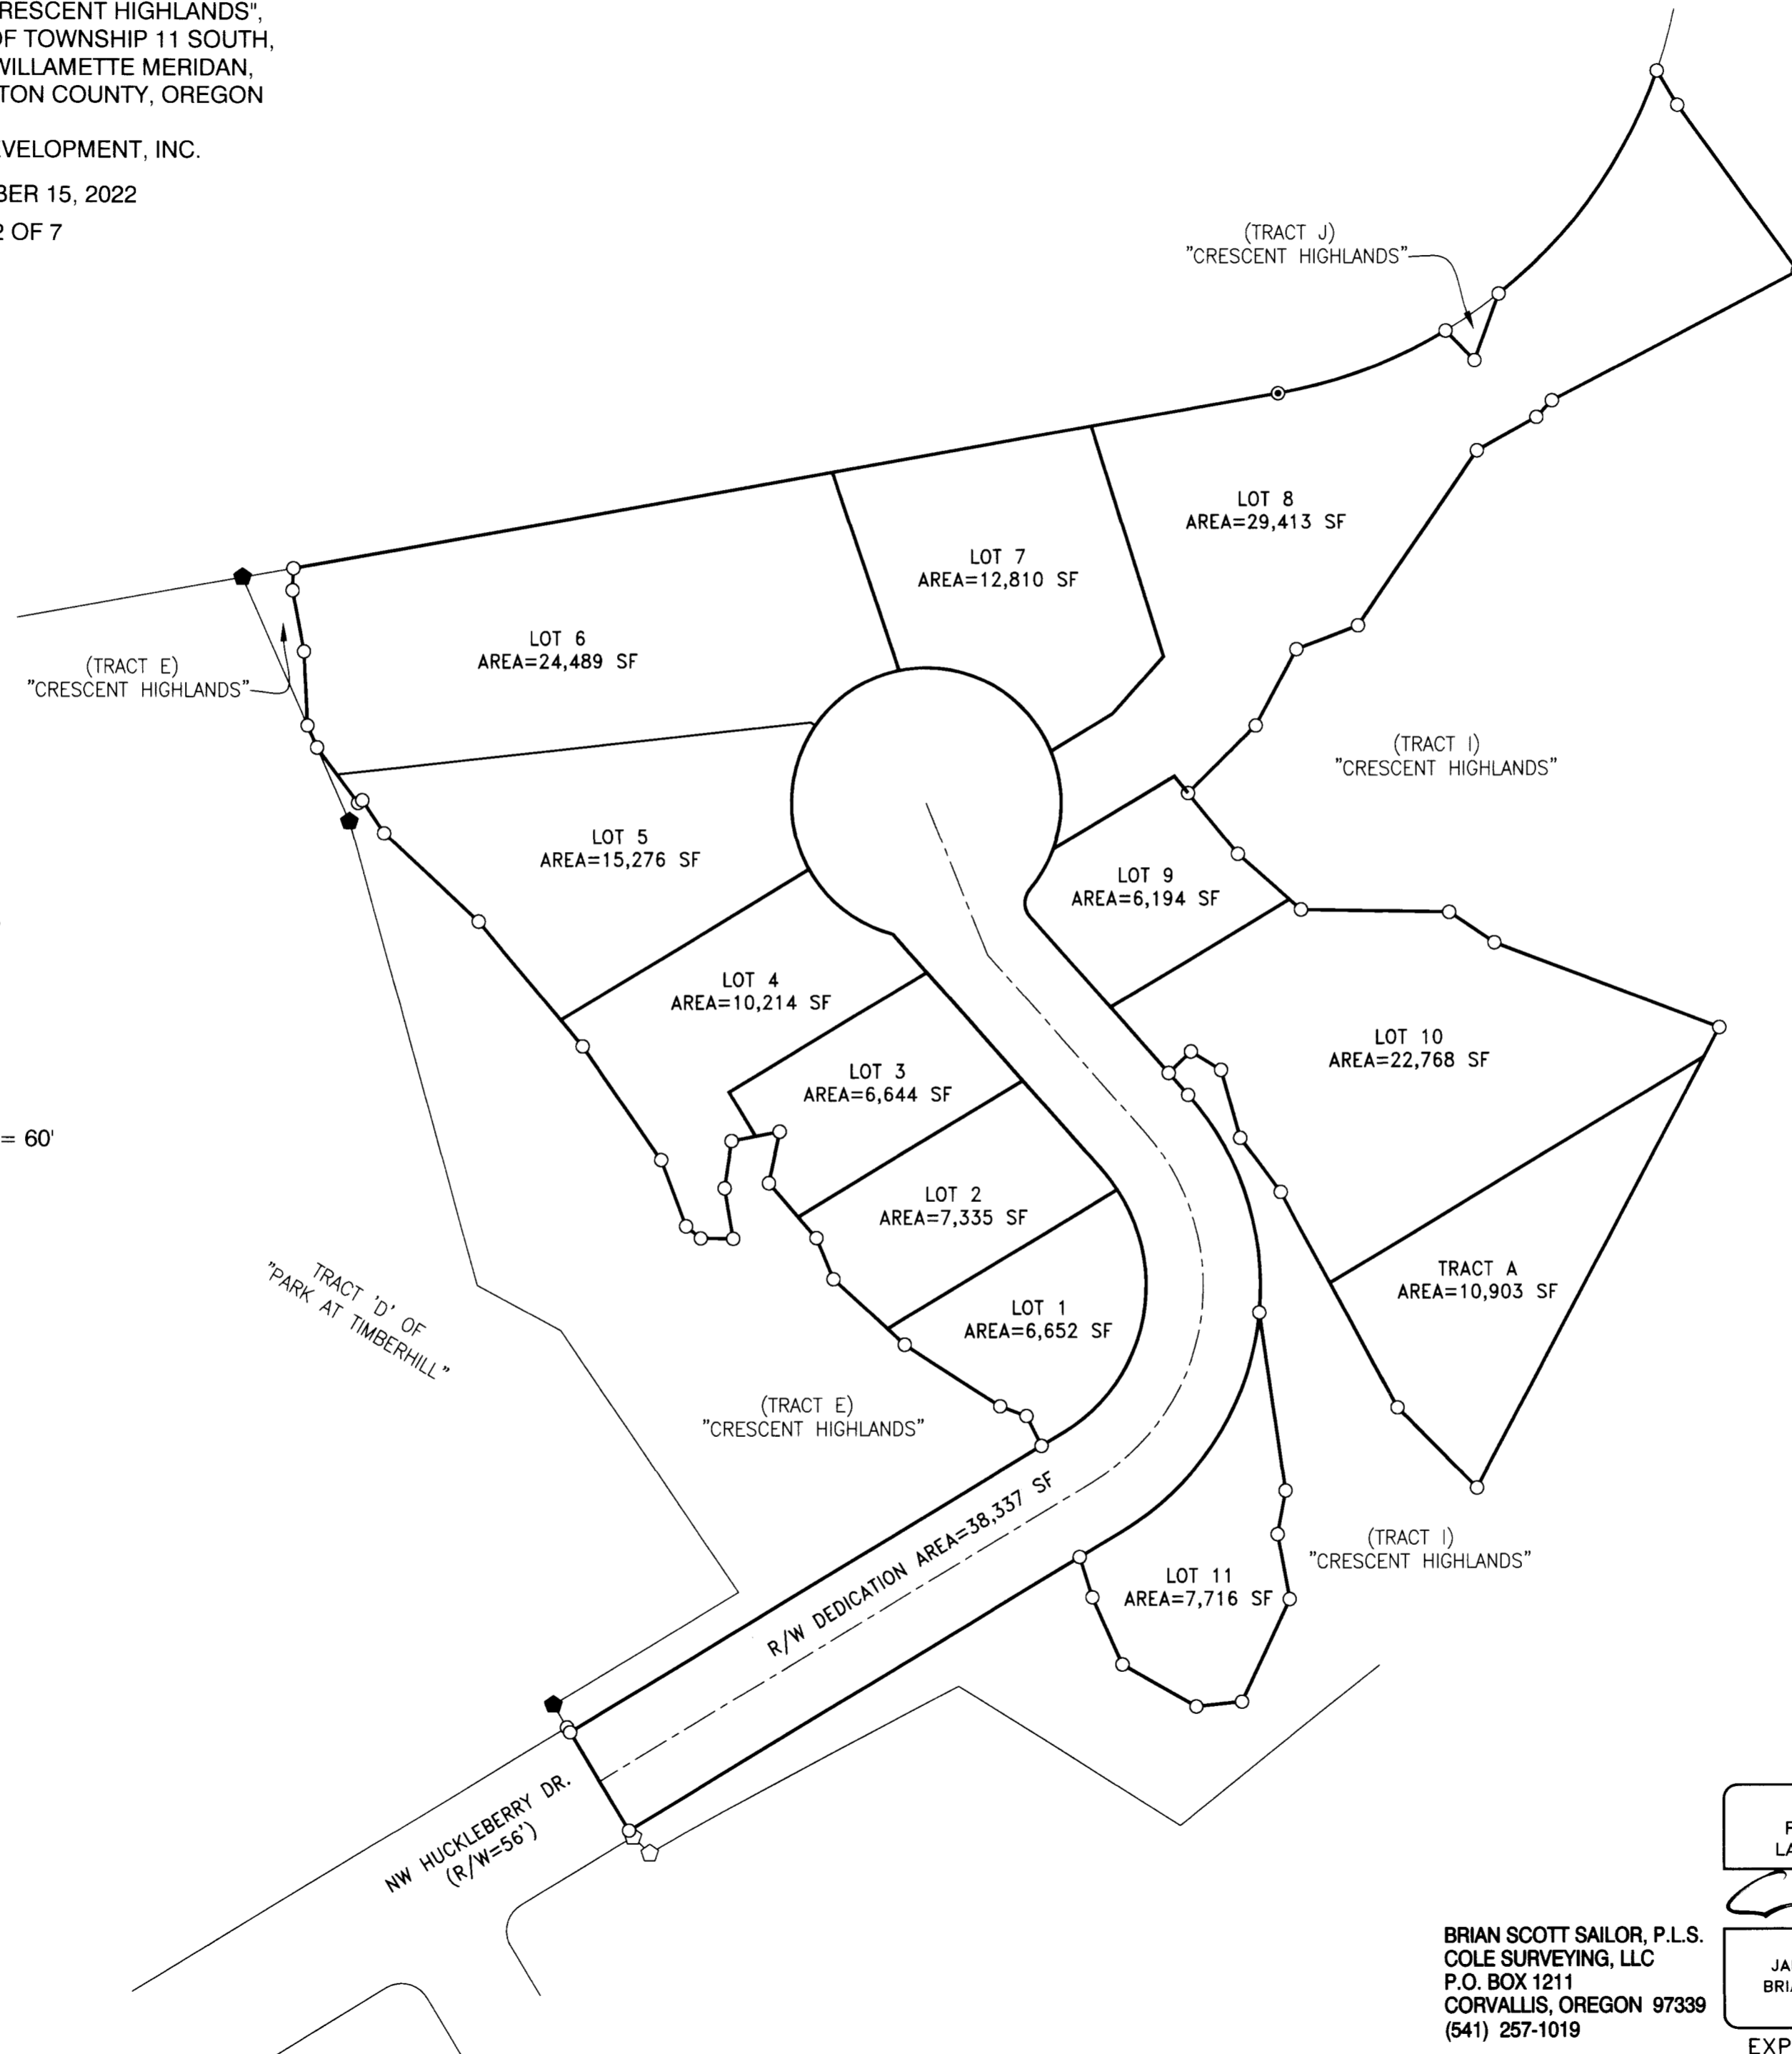 RESCENT HIGHLANDS",
OF TOWNSHIP 11 SOUTH,
WILLAMETTE MERIDAN,
TON COUNTY, OREGON
EVELOPMENT, INC.
BER 15, 2022
2 OF 7
(TRACT J)
"CRESCENT HIGHLANDS"
LOT 8
AREA=29,413 SF
LOT 7
AREA=12,810 SF
LOT 6
AREA=24,489 SF
(TRACT E)
"CRESCENT HIGHLANDS"
(TRACT I)
"CRESCENT HIGHLANDS"
LOT 5
AREA=15,276 SF
LOT 9
AREA=6,194 SF
LOT 4
AREA=10,214 SF
LOT 10
AREA=22,768 SF
LOT 3
AREA=6,644 SF
= 60'
LOT 2
AREA=7,335 SF
TRACT A
AREA=10,903 SF
LOT 1
AREA=6,652 SF
TRACT 'D' OF
"PARK AT TIMBERHILL"
(TRACT E)
"CRESCENT HIGHLANDS"
R/W DEDICATION AREA=38,337 SF
(TRACT I)
"CRESCENT HIGHLANDS"
LOT 11
AREA=7,716 SF
NW HUCKLEBERRY DR.
(R/W=56')
BRIAN SCOTT SAILOR, P.L.S.
COLE SURVEYING, LLC
P.O. BOX 1211
CORVALLIS, OREGON 97339
(541) 257-1019
LA
JA
BRI
EXP